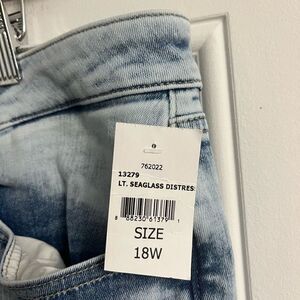 762022
13279
LT. SEAGLASS DISTRES
8 68230 61379 1
SIZE
18W